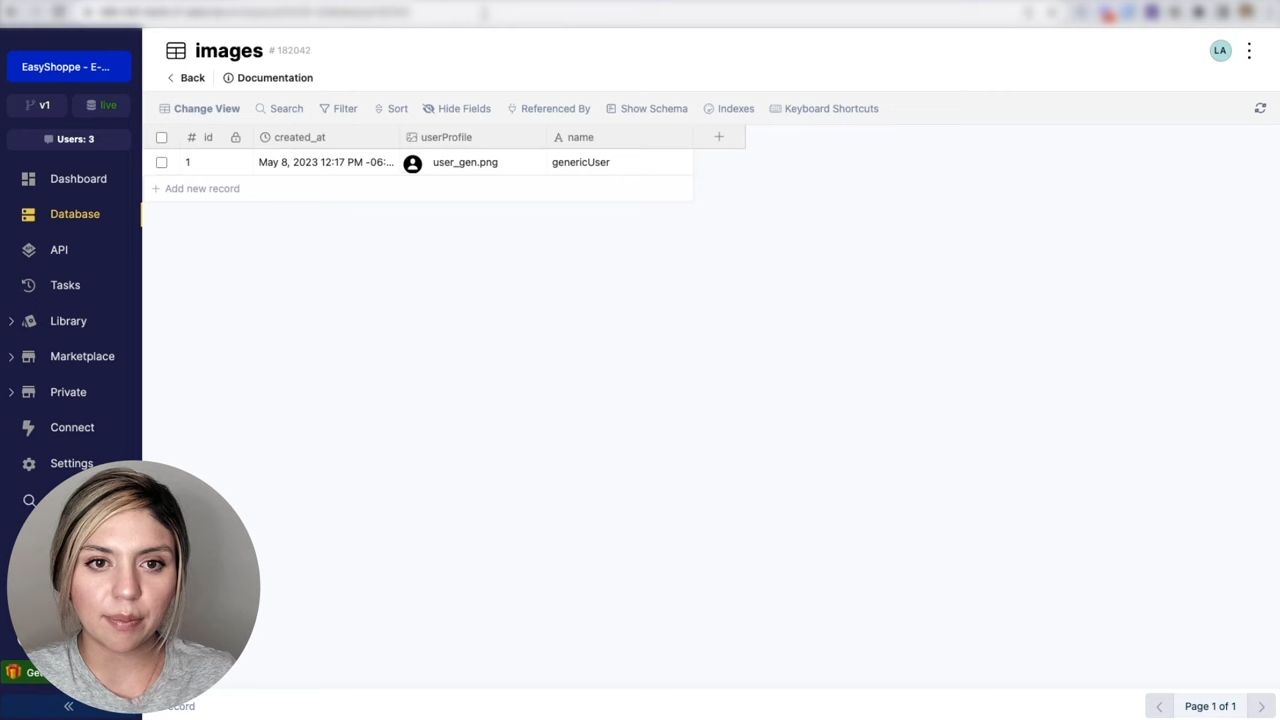 images # 182042
LA
Back Documentation
EasyShoppe - E-...
v1 live
Users: 3
Dashboard
Database
API
Tasks
Library
Marketplace
Private
Connect
Settings
Change View Search Filter Sort Hide Fields Referenced By Show Schema Indexes Keyboard Shortcuts
# id created_at userProfile name +
1 May 8, 2023 12:17 PM -06:... user_gen.png genericUser
+ Add new record
Page 1 of 1